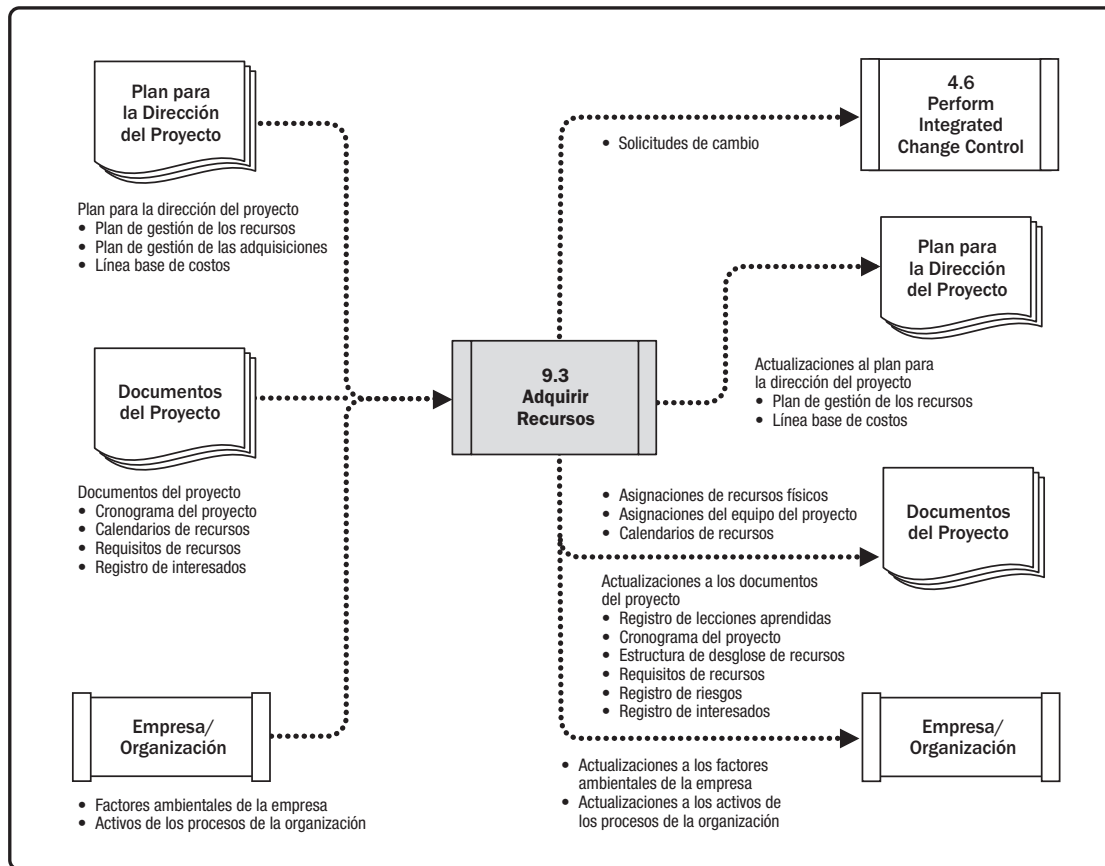 Plan para
la Dirección
del Proyecto
Plan para la dirección del proyecto
• Plan de gestión de los recursos
• Plan de gestión de las adquisiciones
• Línea base de costos
Documentos
del Proyecto
Documentos del proyecto
• Cronograma del proyecto
• Calendarios de recursos
• Requisitos de recursos
• Registro de interesados
Empresa/
Organización
• Factores ambientales de la empresa
• Activos de los procesos de la organización
9.3
Adquirir
Recursos
• Solicitudes de cambio
4.6
Perform
Integrated
Change Control
Plan para
la Dirección
del Proyecto
Actualizaciones al plan para
la dirección del proyecto
• Plan de gestión de los recursos
• Línea base de costos
• Asignaciones de recursos físicos
• Asignaciones del equipo del proyecto
• Calendarios de recursos
Documentos
del Proyecto
Actualizaciones a los documentos
del proyecto
• Registro de lecciones aprendidas
• Cronograma del proyecto
• Estructura de desglose de recursos
• Requisitos de recursos
• Registro de riesgos
• Registro de interesados
Empresa/
Organización
• Actualizaciones a los factores
ambientales de la empresa
• Actualizaciones a los activos de
los procesos de la organización